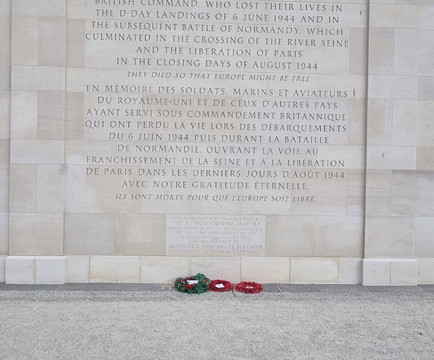 BRITISH COMMAND, WHO LOST THEIR LIVES IN
THE D-DAY LANDINGS OF 6 JUNE 1944 AND IN
THE SUBSEQUENT BATTLE OF NORMANDY, WHICH
CULMINATED IN THE CROSSING OF THE RIVER SEINE
AND THE LIBERATION OF PARIS
IN THE CLOSING DAYS OF AUGUST 1944
THEY DIED SO THAT EUROPE MIGHT BE FREE
EN MÉMOIRE DES SOLDATS, MARINS ET AVIATEURS
DU ROYAUME-UNI ET DE CEUX D'AUTRES PAYS
AYANT SERVI SOUS COMMANDEMENT BRITANNIQUE
QUI ONT PERDU LA VIE LORS DES DÉBARQUEMENTS
DU 6 JUIN 1944 PUIS DURANT LA BATAILLE
DE NORMANDIE, OUVRANT LA VOIE AU
FRANCHISSEMENT DE LA SEINE ET À LA LIBÉRATION
DE PARIS DANS LES DERNIERS JOURS D'AOÛT 1944
AVEC NOTRE GRATITUDE ÉTERNELLE
ILS SONT MORTS POUR QUE L'EUROPE SOIT LIBRE